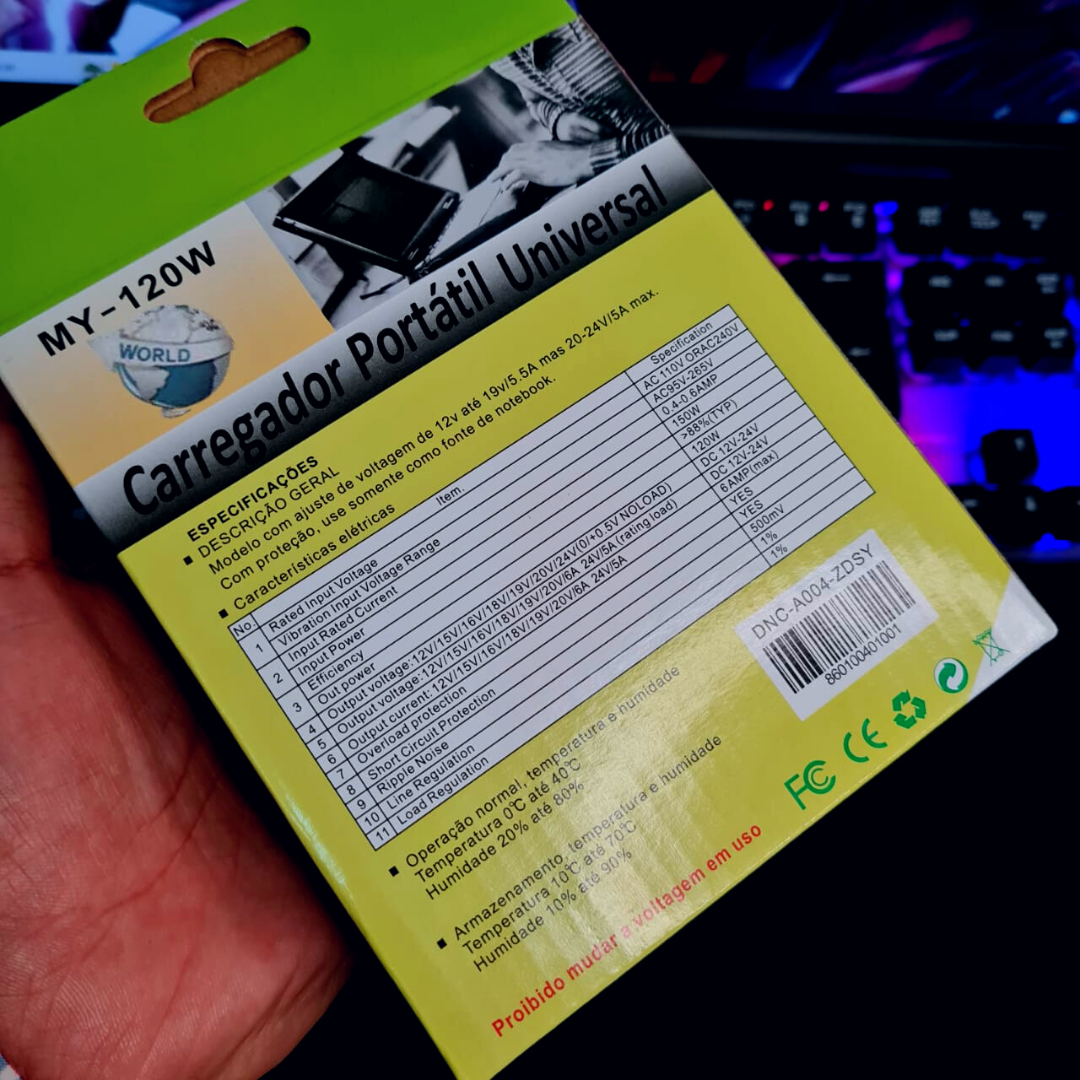 MY-120W
WORLD
Carregador Portátil Universal
ESPECIFICAÇÕES
■ DESCRIÇÃO GERAL
Modelo com ajuste de voltagem de 12v até 19v/5.5A mas 20-24V/5A max.
Com proteção, use somente como fonte de notebook.
■ Características elétricas
No. Item. Specification
1 Rated Input Voltage AC 110V ORAC240V
Vibration Input Voltage Range AC95V-265V
2 Input Rated Current 0.4-0.6AMP
Input Power 150W
3 Efficiency >88%(TYP)
4 Out power 120W
5 Output voltage:12V/15V/16V/18V/19V/20V/24V(0/+0.5V NOLOAD) DC 12V-24V
6 Output voltage:12V/15V/16V/18V/19V/20V/6A 24V/5A (rating load) DC 12V-24V
7 Output current: 12V/15V/16V/18V/19V/20V/6A 24V/5A 6AMP(max)
8 Overload protection YES
Short Circuit Protection YES
9 Ripple Noise 500mV
10 Line Regulation 1%
11 Load Regulation 1%
DNC-A004-ZDSY
860100401001
■ Operação normal, temperatura e humidade
Temperatura 0℃ até 40℃
Humidade 20% até 80%
■ Armazenamento, temperatura e humidade
Temperatura 10℃ até 70℃
Humidade 10% até 90%
FC CE
Proibido mudar a voltagem em uso